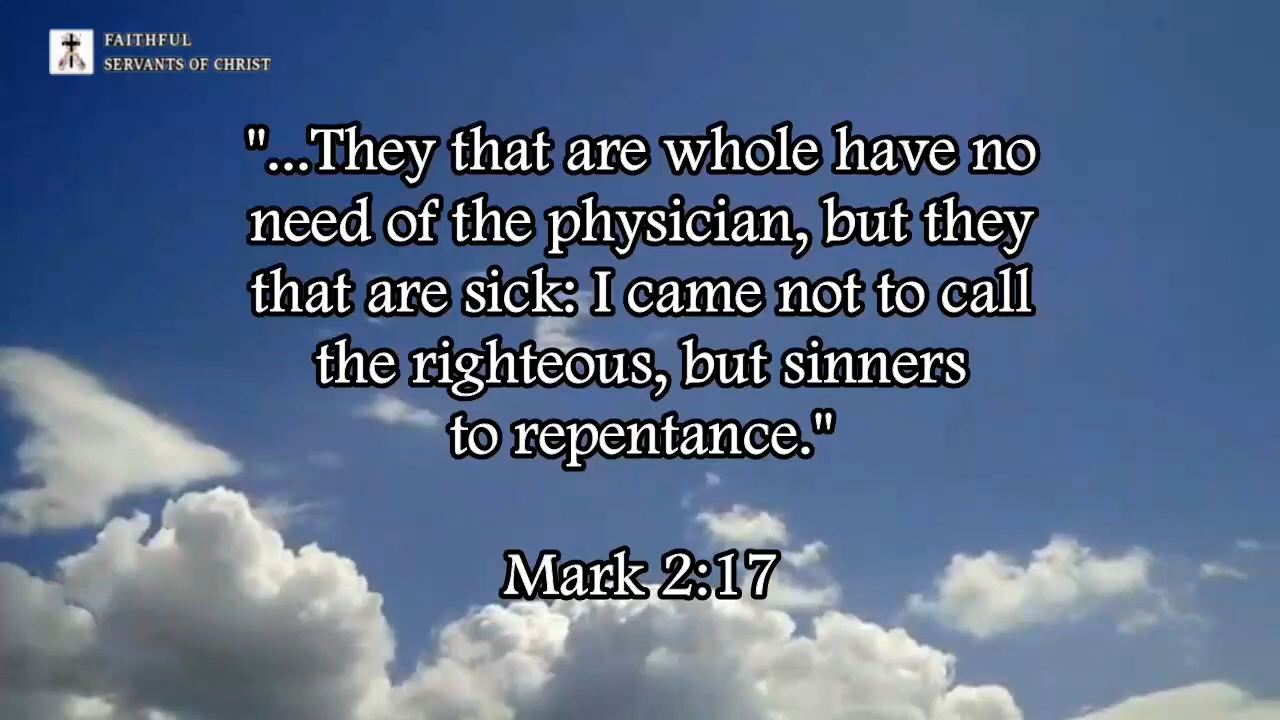 FAITHFUL
SERVANTS OF CHRIST
"...They that are whole have no
need of the physician, but they
that are sick: I came not to call
the righteous, but sinners
to repentance."
Mark 2:17